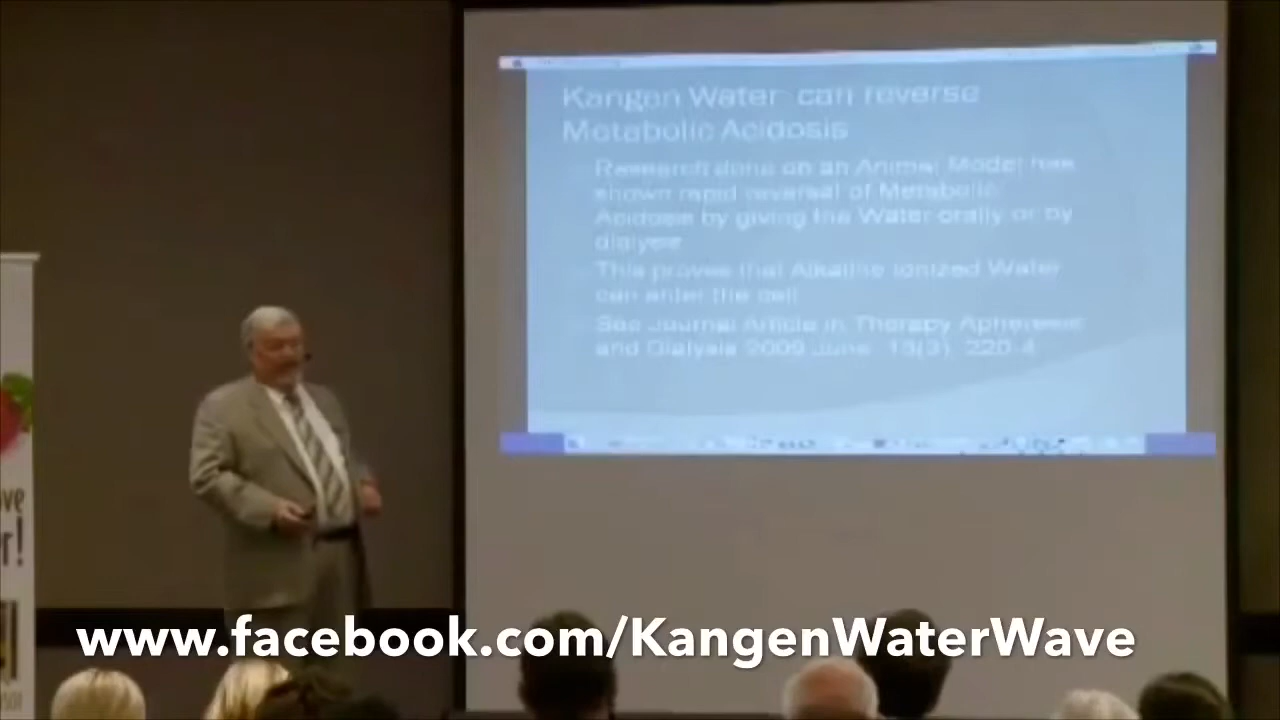 Kangen Water can reverse
Metabolic Acidosis
Research done on an Animal Model has
shown rapid reversal of Metabolic
Acidosis by giving the Water orally or by
dialysis
This proves that Alkaline Ionized Water
can enter the cell
See Journal Article in Therapy Apheresis
and Dialysis 2009 June 13(3) 220-4
ve
r!
www.facebook.com/KangenWaterWave